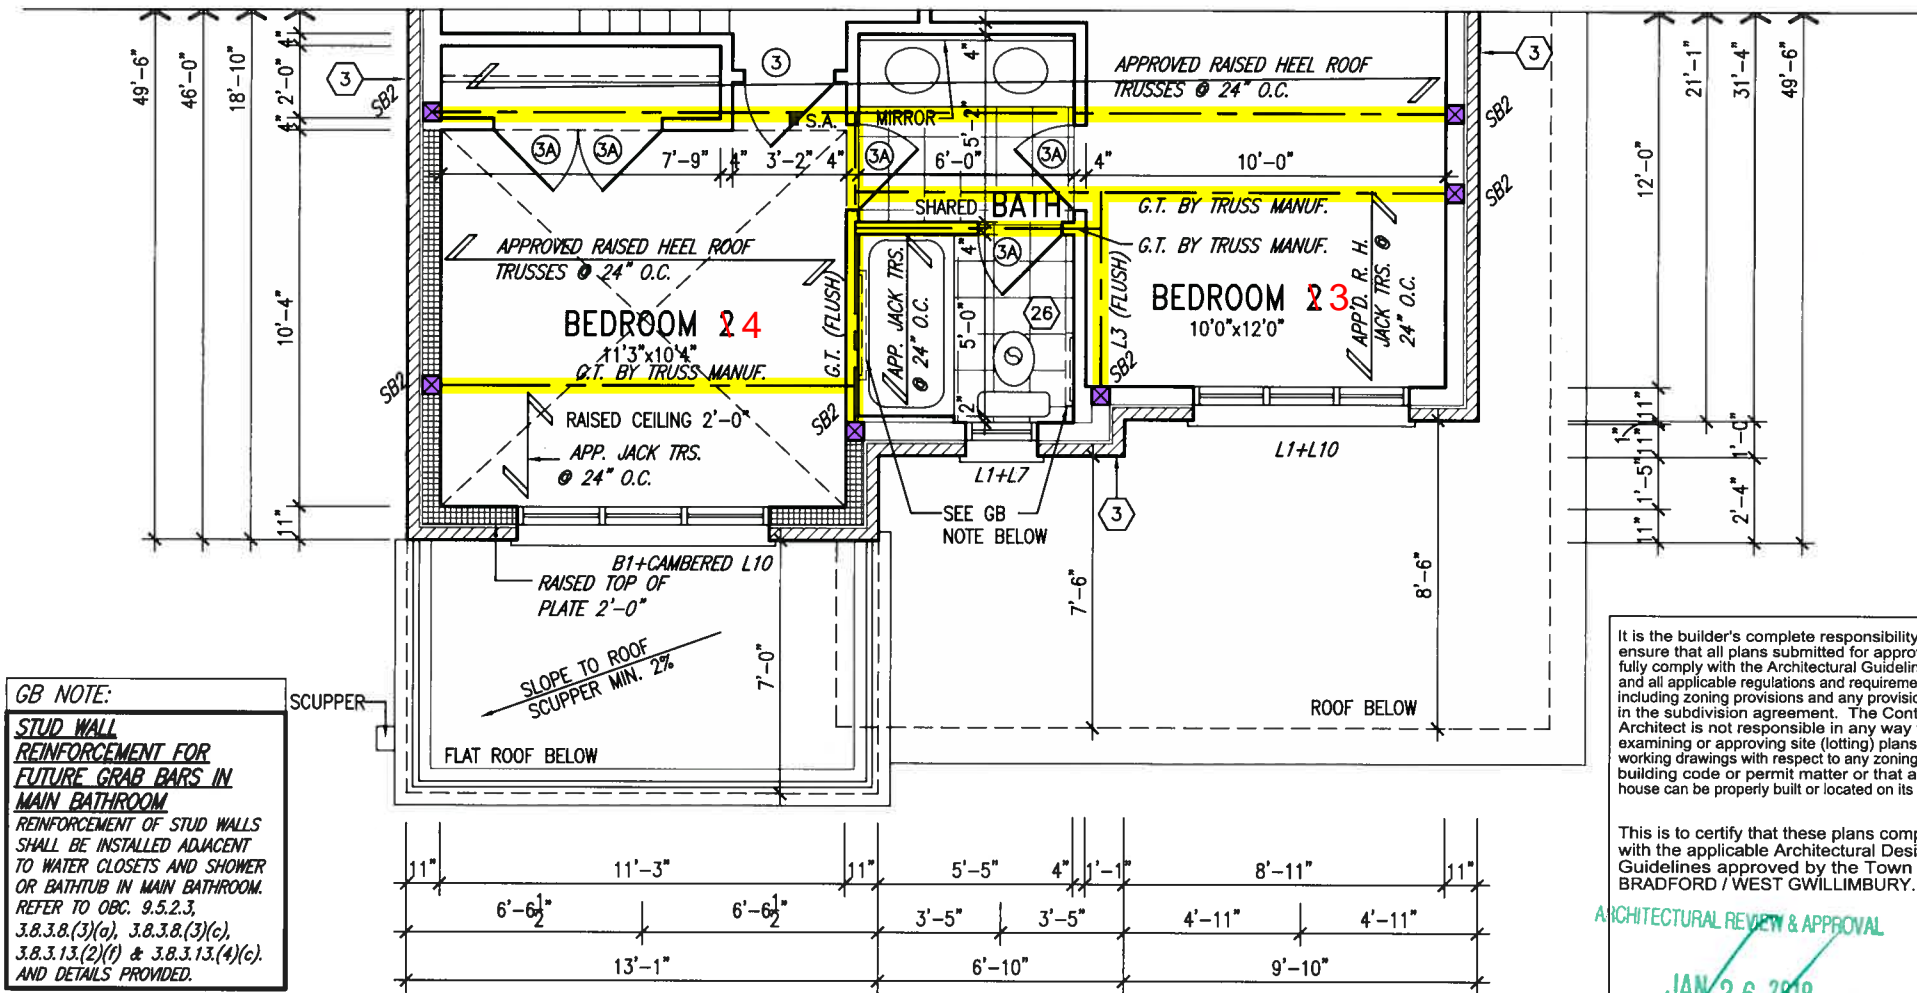 49'-6"
46'-0"
18'-10"
4"
2'-0"
4"
10'-4"
11"
3
SB2
3
S.A.
MIRROR
4"
5'-2"
APPROVED RAISED HEEL ROOF
TRUSSES @ 24" O.C.
3
SB2
SB2
21'-1"
31'-4"
49'-6"
12'-0"
3A
3A
7'-9"
4"
3'-2"
4"
3A
6'-0"
3A
4"
10'-0"
SHARED BATH
G.T. BY TRUSS MANUF.
G.T. BY TRUSS MANUF.
APPROVED RAISED HEEL ROOF
TRUSSES @ 24" O.C.
BEDROOM 2 4
11'3"x10'4"
G.T. BY TRUSS MANUF.
G.T. (FLUSH)
APP. JACK TRS.
@ 24" O.C.
4"
3A
5'-0"
26
2"
L3 (FLUSH)
SB2
BEDROOM 2 3
10'0"x12'0"
APP'D. R. H.
JACK TRS. @
24" O.C.
SB2
RAISED CEILING 2'-0"
SB2
APP. JACK TRS.
@ 24" O.C.
L1+L7
L1+L10
3
SEE GB
NOTE BELOW
11"
1"
11"
1'-0"
1'-5"
2'-4"
11"
B1+CAMBERED L10
RAISED TOP OF
PLATE 2'-0"
7'-6"
8'-6"
SLOPE TO ROOF
SCUPPER MIN. 2%
7'-0"
SCUPPER
FLAT ROOF BELOW
ROOF BELOW
GB NOTE:
STUD WALL
REINFORCEMENT FOR
FUTURE GRAB BARS IN
MAIN BATHROOM
REINFORCEMENT OF STUD WALLS
SHALL BE INSTALLED ADJACENT
TO WATER CLOSETS AND SHOWER
OR BATHTUB IN MAIN BATHROOM.
REFER TO OBC. 9.5.2.3,
3.8.3.8.(3)(a), 3.8.3.8.(3)(c),
3.8.3.13.(2)(f) & 3.8.3.13.(4)(c).
AND DETAILS PROVIDED.
11"
11'-3"
11"
5'-5"
4"
1'-1
8'-11"
11"
6'-6½"
6'-6½"
3'-5"
3'-5"
4'-11"
4'-11"
13'-1"
6'-10"
9'-10"
It is the builder's complete responsibility
ensure that all plans submitted for approv
fully comply with the Architectural Guidelin
and all applicable regulations and requireme
including zoning provisions and any provisio
in the subdivision agreement. The Cont
Architect is not responsible in any way
examining or approving site (lotting) plans
working drawings with respect to any zoning
building code or permit matter or that a
house can be properly built or located on its
This is to certify that these plans comp
with the applicable Architectural Desi
Guidelines approved by the Town
BRADFORD / WEST GWILLIMBURY.
ARCHITECTURAL REVIEW & APPROVAL
JAN 26 2018